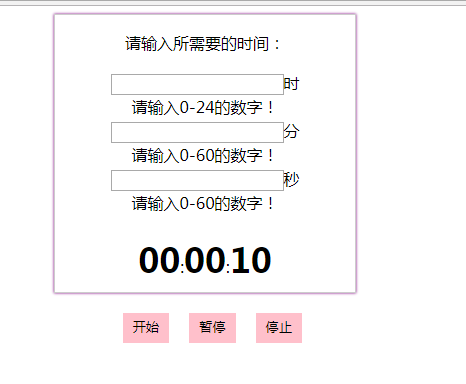 请输入所需要的时间：
时
请输入0-24的数字！
分
请输入0-60的数字！
秒
请输入0-60的数字！
00:00:10
开始 暂停 停止